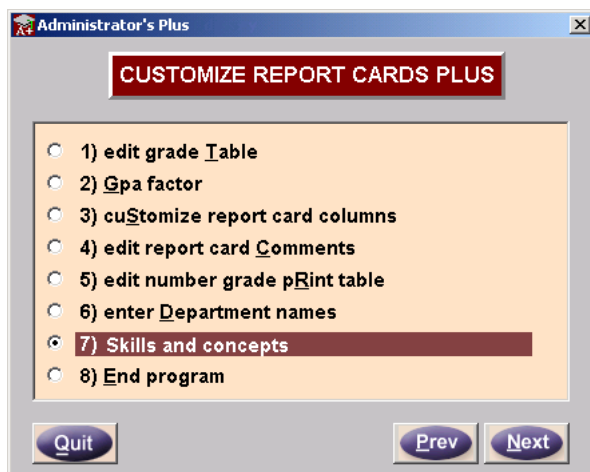 Administrator's Plus
CUSTOMIZE REPORT CARDS PLUS
1) edit grade Table
2) Gpa factor
3) cuStomize report card columns
4) edit report card Comments
5) edit number grade pRint table
6) enter Department names
7) Skills and concepts
8) End program
Quit Prev Next